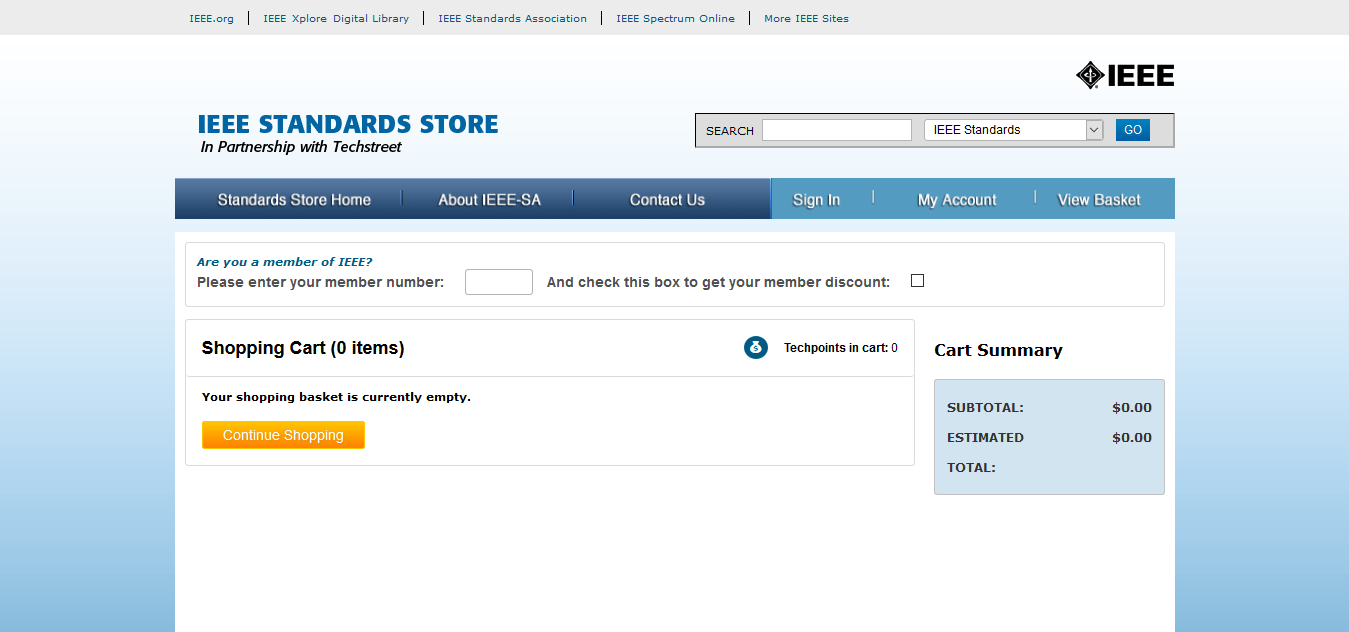 IEEE.org IEEE Xplore Digital Library IEEE Standards Association IEEE Spectrum Online More IEEE Sites
IEEE
IEEE STANDARDS STORE
In Partnership with Techstreet
SEARCH IEEE Standards GO
Standards Store Home About IEEE-SA Contact Us Sign In My Account View Basket
Are you a member of IEEE?
Please enter your member number: And check this box to get your member discount:
Shopping Cart (0 items) Techpoints in cart: 0
Cart Summary
Your shopping basket is currently empty.
Continue Shopping
SUBTOTAL: $0.00
ESTIMATED $0.00
TOTAL: